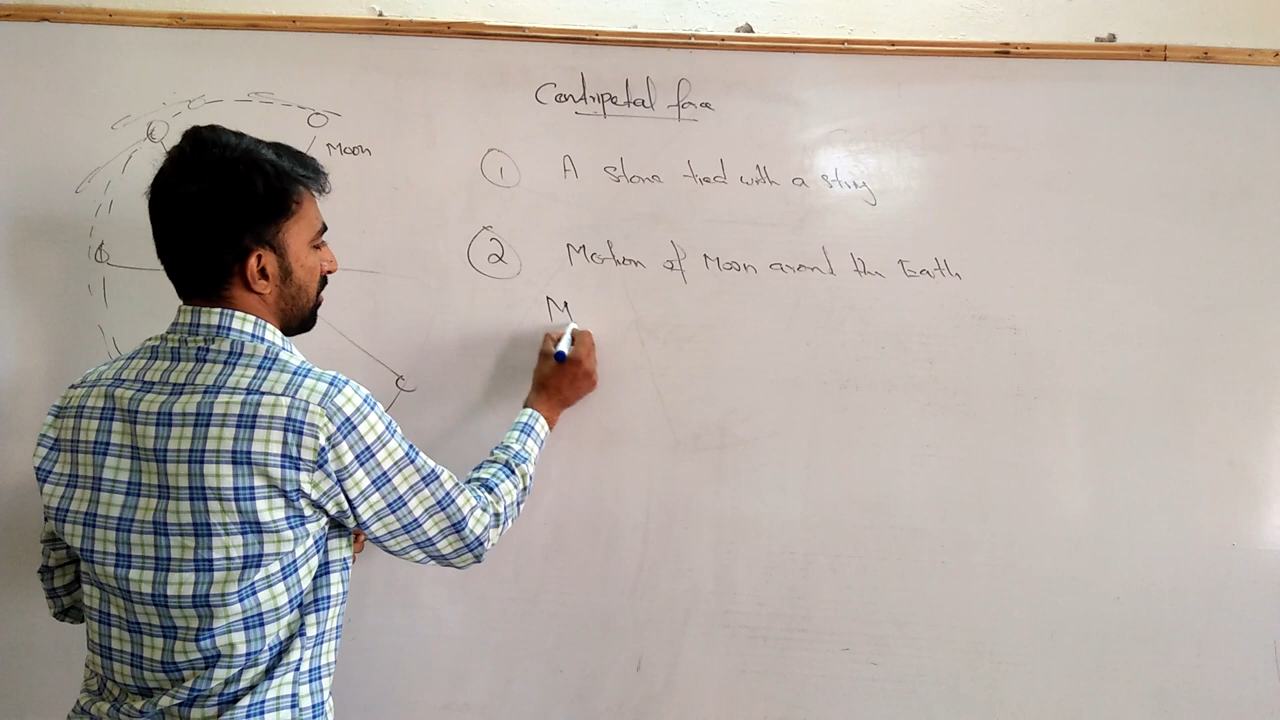 Centripetal force
Moon
1 A stone tied with a string
2 Motion of Moon around the Earth
M